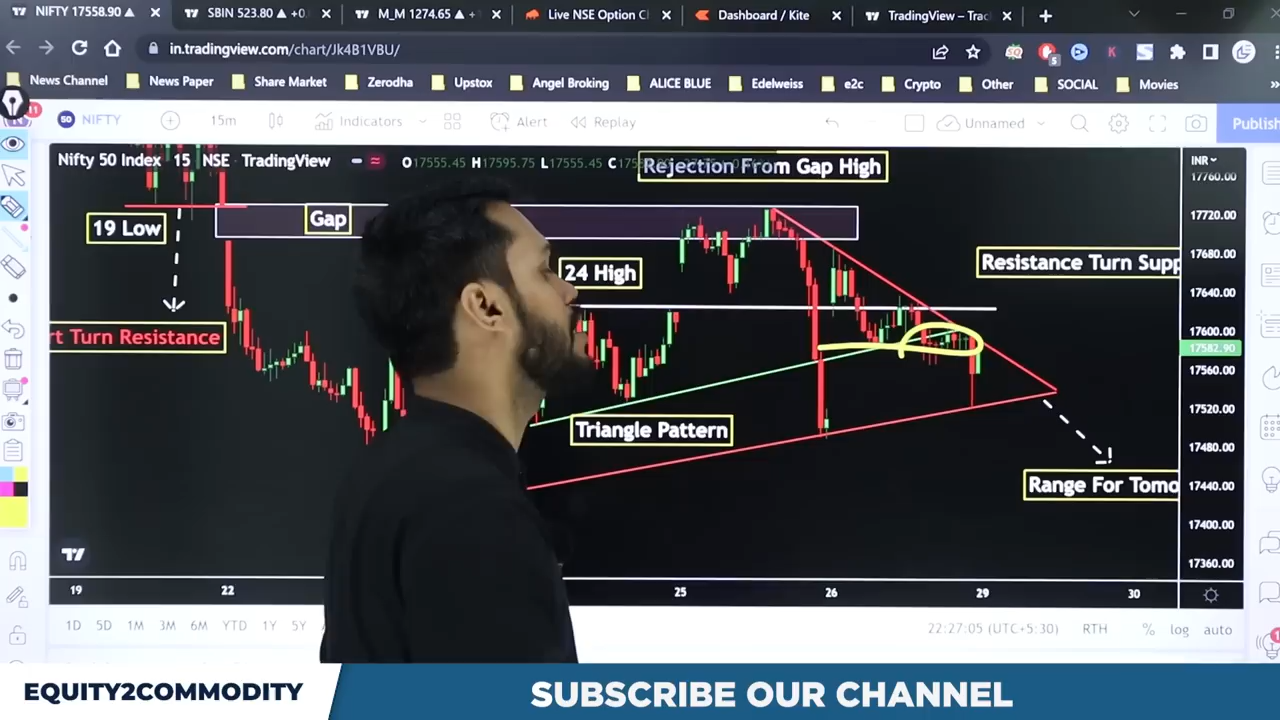 NIFTY 17558.90 ▲
SBIN 523.80 ▲ +0.
M_M 1274.65 ▲ +1
Live NSE Option C
Dashboard / Kite
TradingView – Trac
in.tradingview.com/chart/Jk4B1VBU/
News Channel
News Paper
Share Market
Zerodha
Upstox
Angel Broking
ALICE BLUE
Edelweiss
e2c
Crypto
Other
SOCIAL
Movies
»
11
50 NIFTY
15m
Indicators
Alert
Replay
Unnamed
Publish
Nifty 50 Index 15 NSE TradingView
O17555.45 H17595.75 L17555.45
Rejection From Gap High
INR
17760.00
17720.00
17680.00
17640.00
17600.00
17582.90
17560.00
17520.00
17480.00
17440.00
17400.00
17360.00
19 Low
Gap
24 High
Resistance Turn Supp
rt Turn Resistance
Triangle Pattern
Range For Tomo
19
22
25
26
29
30
1D 5D 1M 3M 6M YTD 1Y 5Y
22:27:05 (UTC+5:30)
RTH
% log auto
EQUITY2COMMODITY
SUBSCRIBE OUR CHANNEL